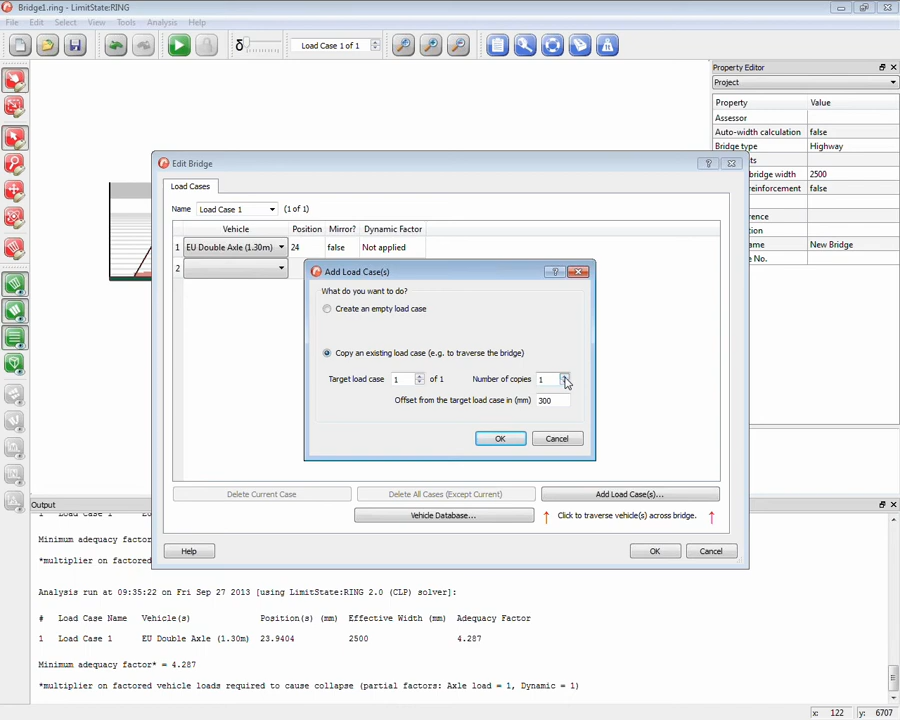 Bridge1.ring - LimitState:RING
File Edit Select View Tools Analysis Help
δ Load Case 1 of 1
Property Editor
Project
Property Value
Assessor
Auto-width calculation false
Bridge type Highway
ts
bridge width 2500
reinforcement false
erence
ion
ame New Bridge
e No.
Edit Bridge
Load Cases
Name Load Case 1 (1 of 1)
Vehicle Position Mirror? Dynamic Factor
1 EU Double Axle (1.30m) 24 false Not applied
2
Add Load Case(s)
What do you want to do?
Create an empty load case
Copy an existing load case (e.g. to traverse the bridge)
Target load case 1 of 1 Number of copies 1
Offset from the target load case in (mm) 300
OK Cancel
Delete Current Case Delete All Cases (Except Current) Add Load Case(s)...
Vehicle Database... Click to traverse vehicle(s) across bridge.
Help OK Cancel
Output
1 Load Case 1
Minimum adequacy factor
*multiplier on factored
Analysis run at 09:35:22 on Fri Sep 27 2013 [using LimitState:RING 2.0 (CLP) solver]:
# Load Case Name Vehicle(s) Position(s) (mm) Effective Width (mm) Adequacy Factor
1 Load Case 1 EU Double Axle (1.30m) 23.9404 2500 4.287
Minimum adequacy factor* = 4.287
*multiplier on factored vehicle loads required to cause collapse (partial factors: Axle load = 1, Dynamic = 1)
x: 122 y: 6707